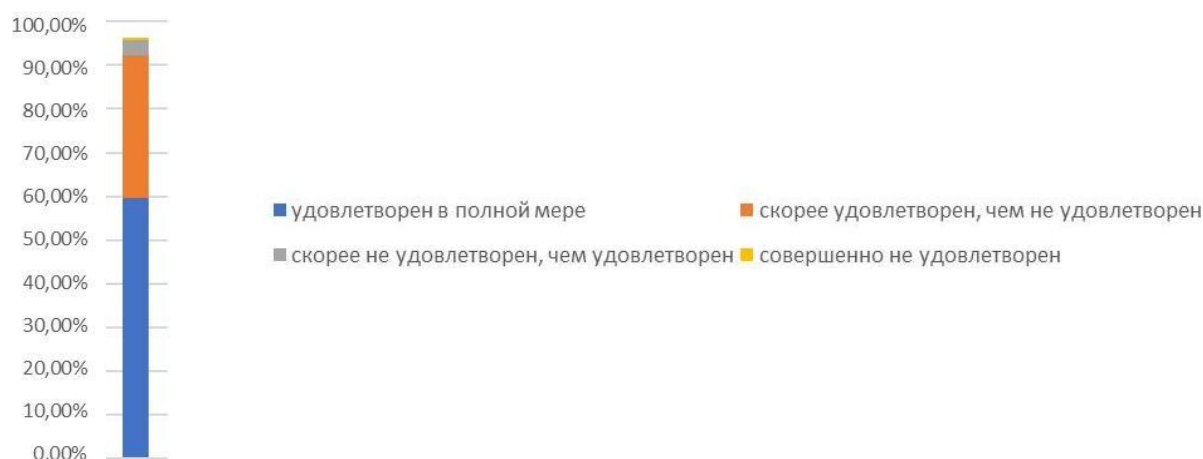 100,00%
90,00%
80,00%
70,00%
60,00%
50,00%
40,00%
30,00%
20,00%
10,00%
0,00%
удовлетворен в полной мере
скорее удовлетворен, чем не удовлетворен
скорее не удовлетворен, чем удовлетворен
совершенно не удовлетворен